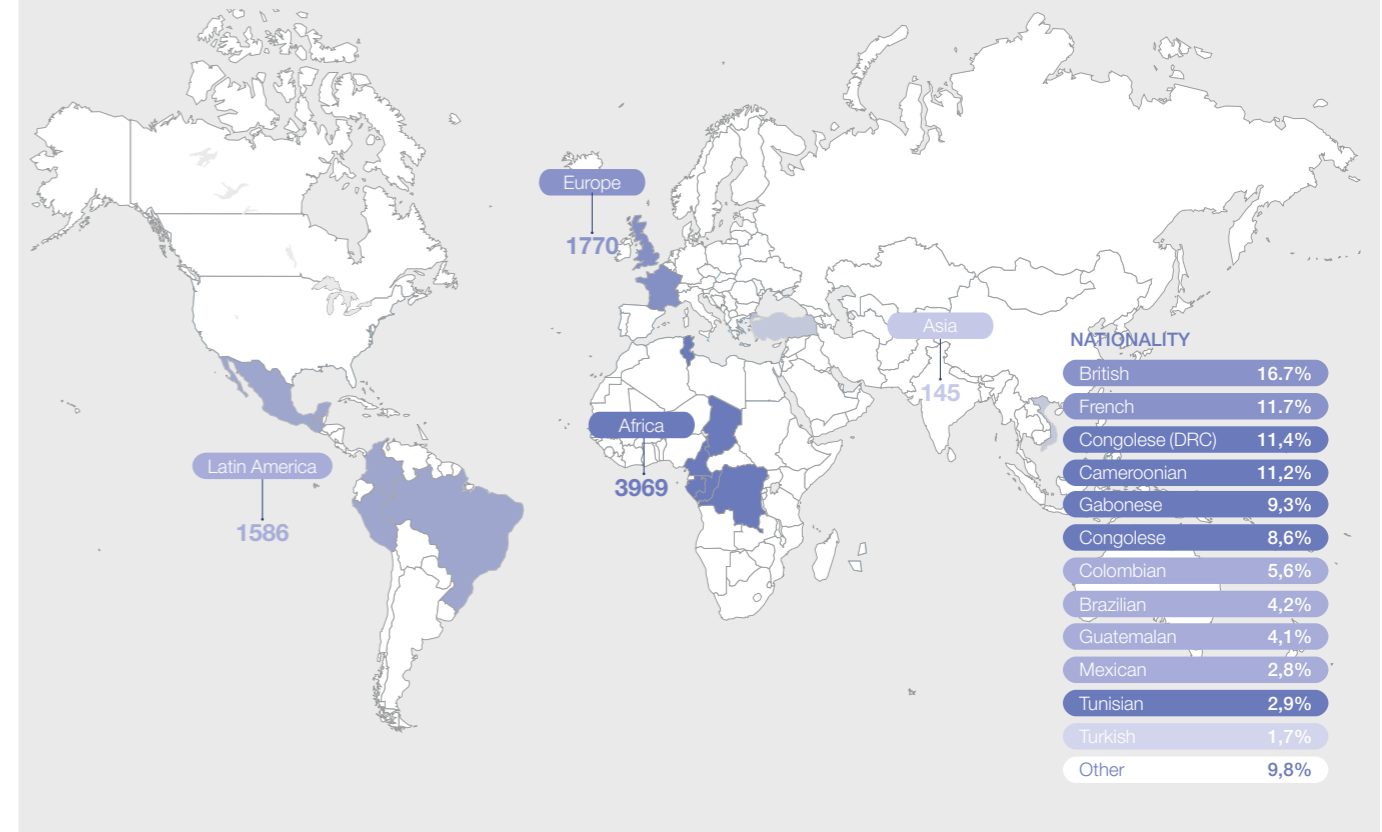 Europe
1770
Asia
145
Africa
3969
Latin America
1586
NATIONALITY
British 16.7%
French 11.7%
Congolese (DRC) 11,4%
Cameroonian 11,2%
Gabonese 9,3%
Congolese 8,6%
Colombian 5,6%
Brazilian 4,2%
Guatemalan 4,1%
Mexican 2,8%
Tunisian 2,9%
Turkish 1,7%
Other 9,8%